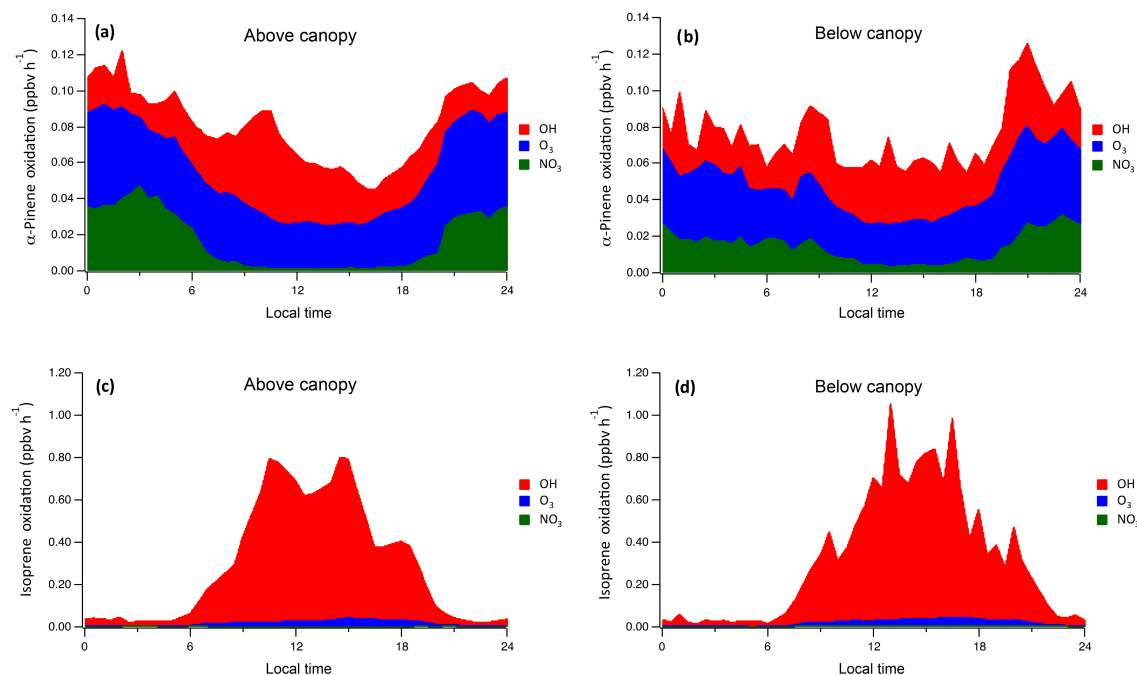 (a) Above canopy
α-Pinene oxidation (ppbv h⁻¹)
0.14
0.12
0.10
0.08
0.06
0.04
0.02
0.00
0 6 12 18 24
Local time
OH
O₃
NO₃
(b) Below canopy
α-Pinene oxidation (ppbv h⁻¹)
0.14
0.12
0.10
0.08
0.06
0.04
0.02
0.00
0 6 12 18 24
Local time
OH
O₃
NO₃
(c) Above canopy
Isoprene oxidation (ppbv h⁻¹)
1.20
1.00
0.80
0.60
0.40
0.20
0.00
0 6 12 18 24
Local time
OH
O₃
NO₃
(d) Below canopy
Isoprene oxidation (ppbv h⁻¹)
1.20
1.00
0.80
0.60
0.40
0.20
0.00
0 6 12 18 24
Local time
OH
O₃
NO₃